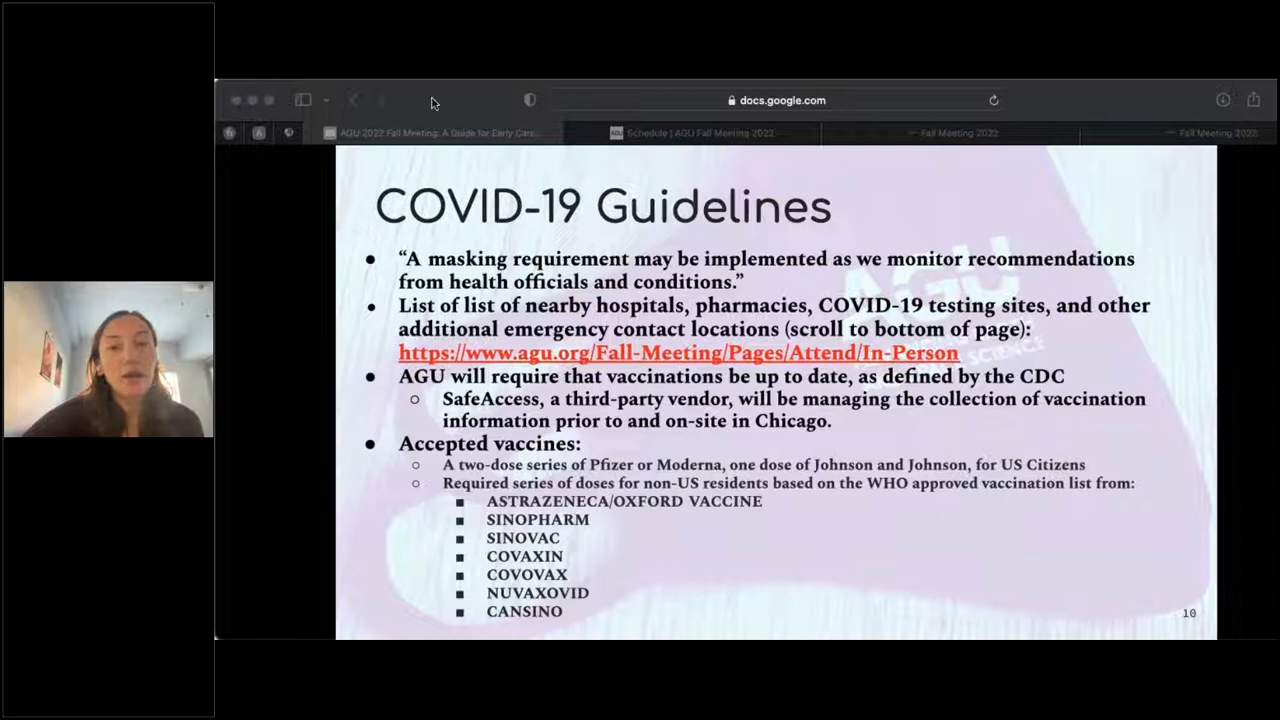 docs.google.com
AGU 2022 Fall Meeting: A Guide for Early Care...
Schedule | AGU Fall Meeting 2022
Fall Meeting 2022
Fall Meeting 2022
COVID-19 Guidelines
• “A masking requirement may be implemented as we monitor recommendations
from health officials and conditions.”
• List of list of nearby hospitals, pharmacies, COVID-19 testing sites, and other
additional emergency contact locations (scroll to bottom of page):
https://www.agu.org/Fall-Meeting/Pages/Attend/In-Person
• AGU will require that vaccinations be up to date, as defined by the CDC
○ SafeAccess, a third-party vendor, will be managing the collection of vaccination
information prior to and on-site in Chicago.
• Accepted vaccines:
○ A two-dose series of Pfizer or Moderna, one dose of Johnson and Johnson, for US Citizens
○ Required series of doses for non-US residents based on the WHO approved vaccination list from:
■ ASTRAZENECA/OXFORD VACCINE
■ SINOPHARM
■ SINOVAC
■ COVAXIN
■ COVOVAX
■ NUVAXOVID
■ CANSINO
AGU
SCIENCE
10